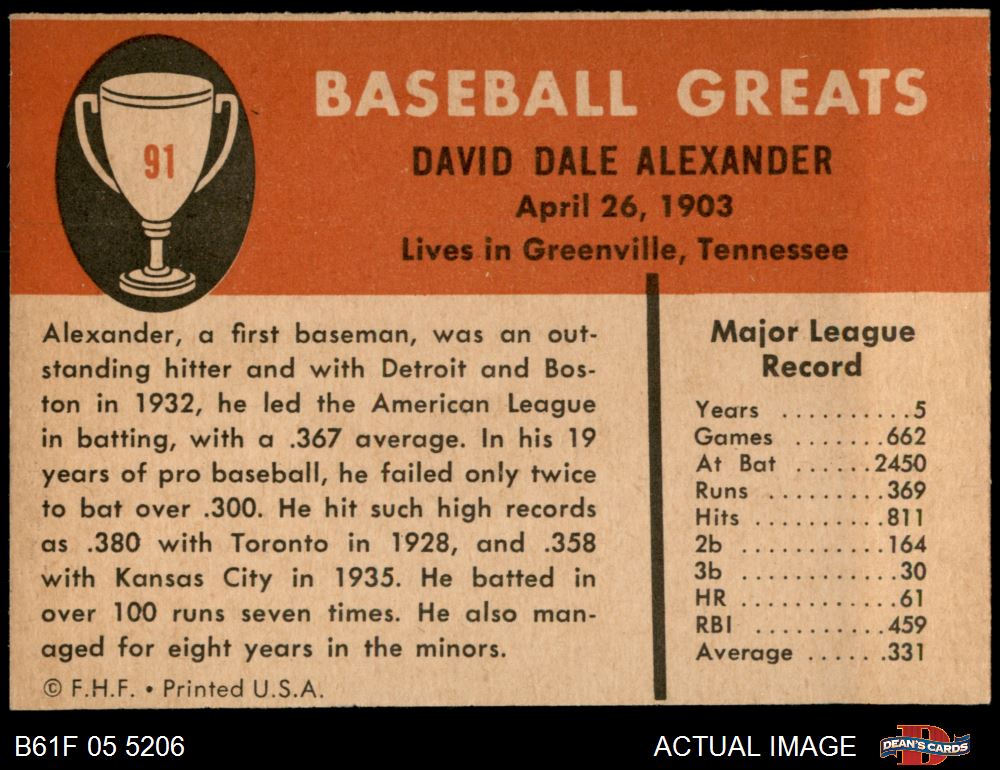 91
BASEBALL GREATS
DAVID DALE ALEXANDER
April 26, 1903
Lives in Greenville, Tennessee
Alexander, a first baseman, was an out-
standing hitter and with Detroit and Bos-
ton in 1932, he led the American League
in batting, with a .367 average. In his 19
years of pro baseball, he failed only twice
to bat over .300. He hit such high records
as .380 with Toronto in 1928, and .358
with Kansas City in 1935. He batted in
over 100 runs seven times. He also man-
aged for eight years in the minors.
© F.H.F. • Printed U.S.A.
Major League
Record
Years ..........5
Games .......662
At Bat ......2450
Runs .........369
Hits ..........811
2b ...........164
3b ............30
HR ............61
RBI ..........459
Average ......331
B61F 05 5206
ACTUAL IMAGE
D
DEAN'S CARDS